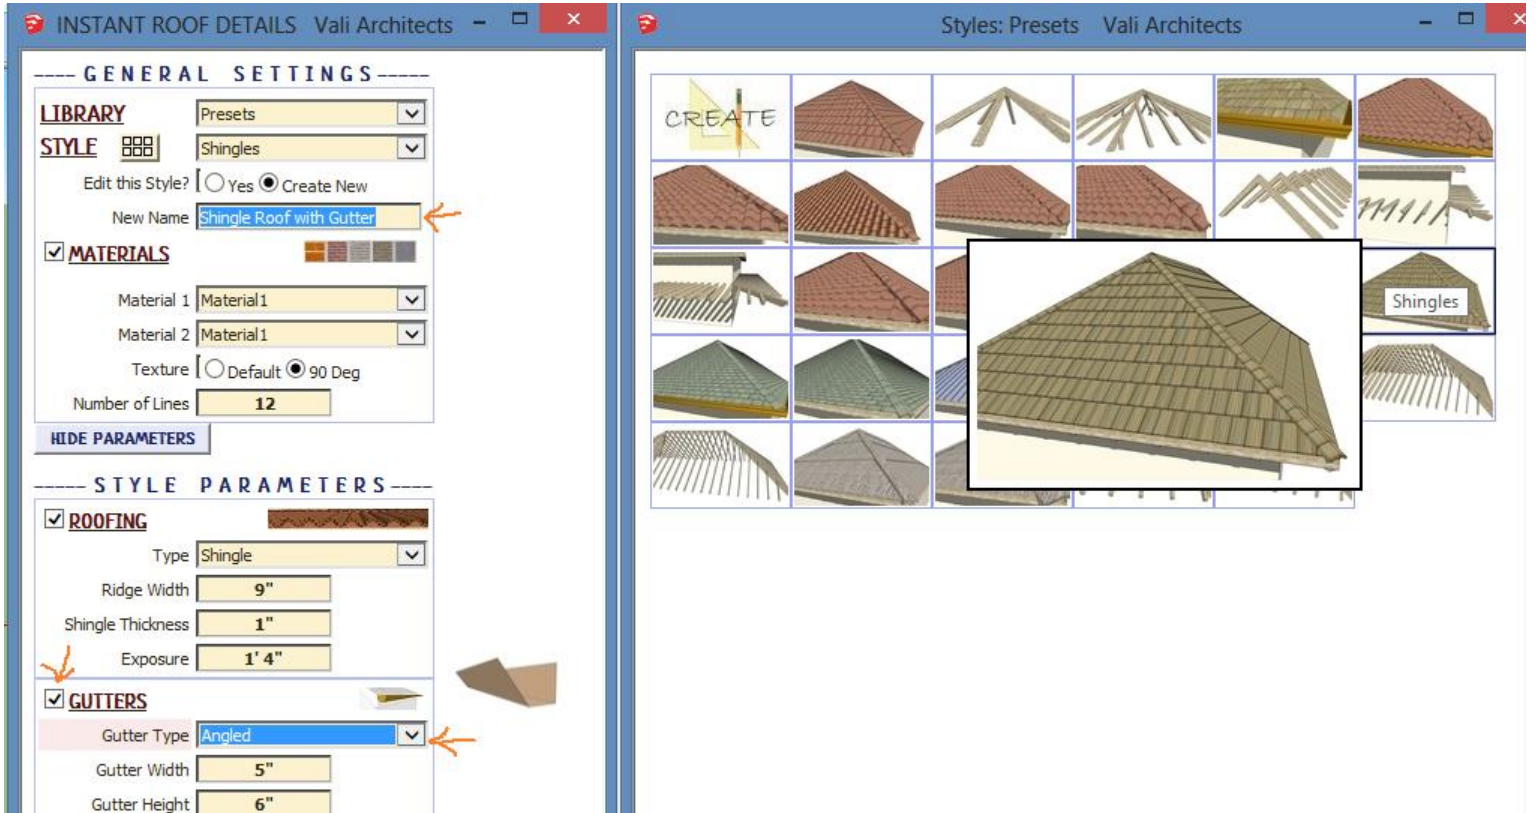 INSTANT ROOF DETAILS Vali Architects
---- GENERAL SETTINGS-----
LIBRARY Presets
STYLE Shingles
Edit this Style? Yes Create New
New Name Shingle Roof with Gutter
MATERIALS
Material 1 Material1
Material 2 Material1
Texture Default 90 Deg
Number of Lines 12
HIDE PARAMETERS
----- STYLE PARAMETERS----
ROOFING
Type Shingle
Ridge Width 9"
Shingle Thickness 1"
Exposure 1' 4"
GUTTERS
Gutter Type Angled
Gutter Width 5"
Gutter Height 6"
Styles: Presets Vali Architects
CREATE
Shingles